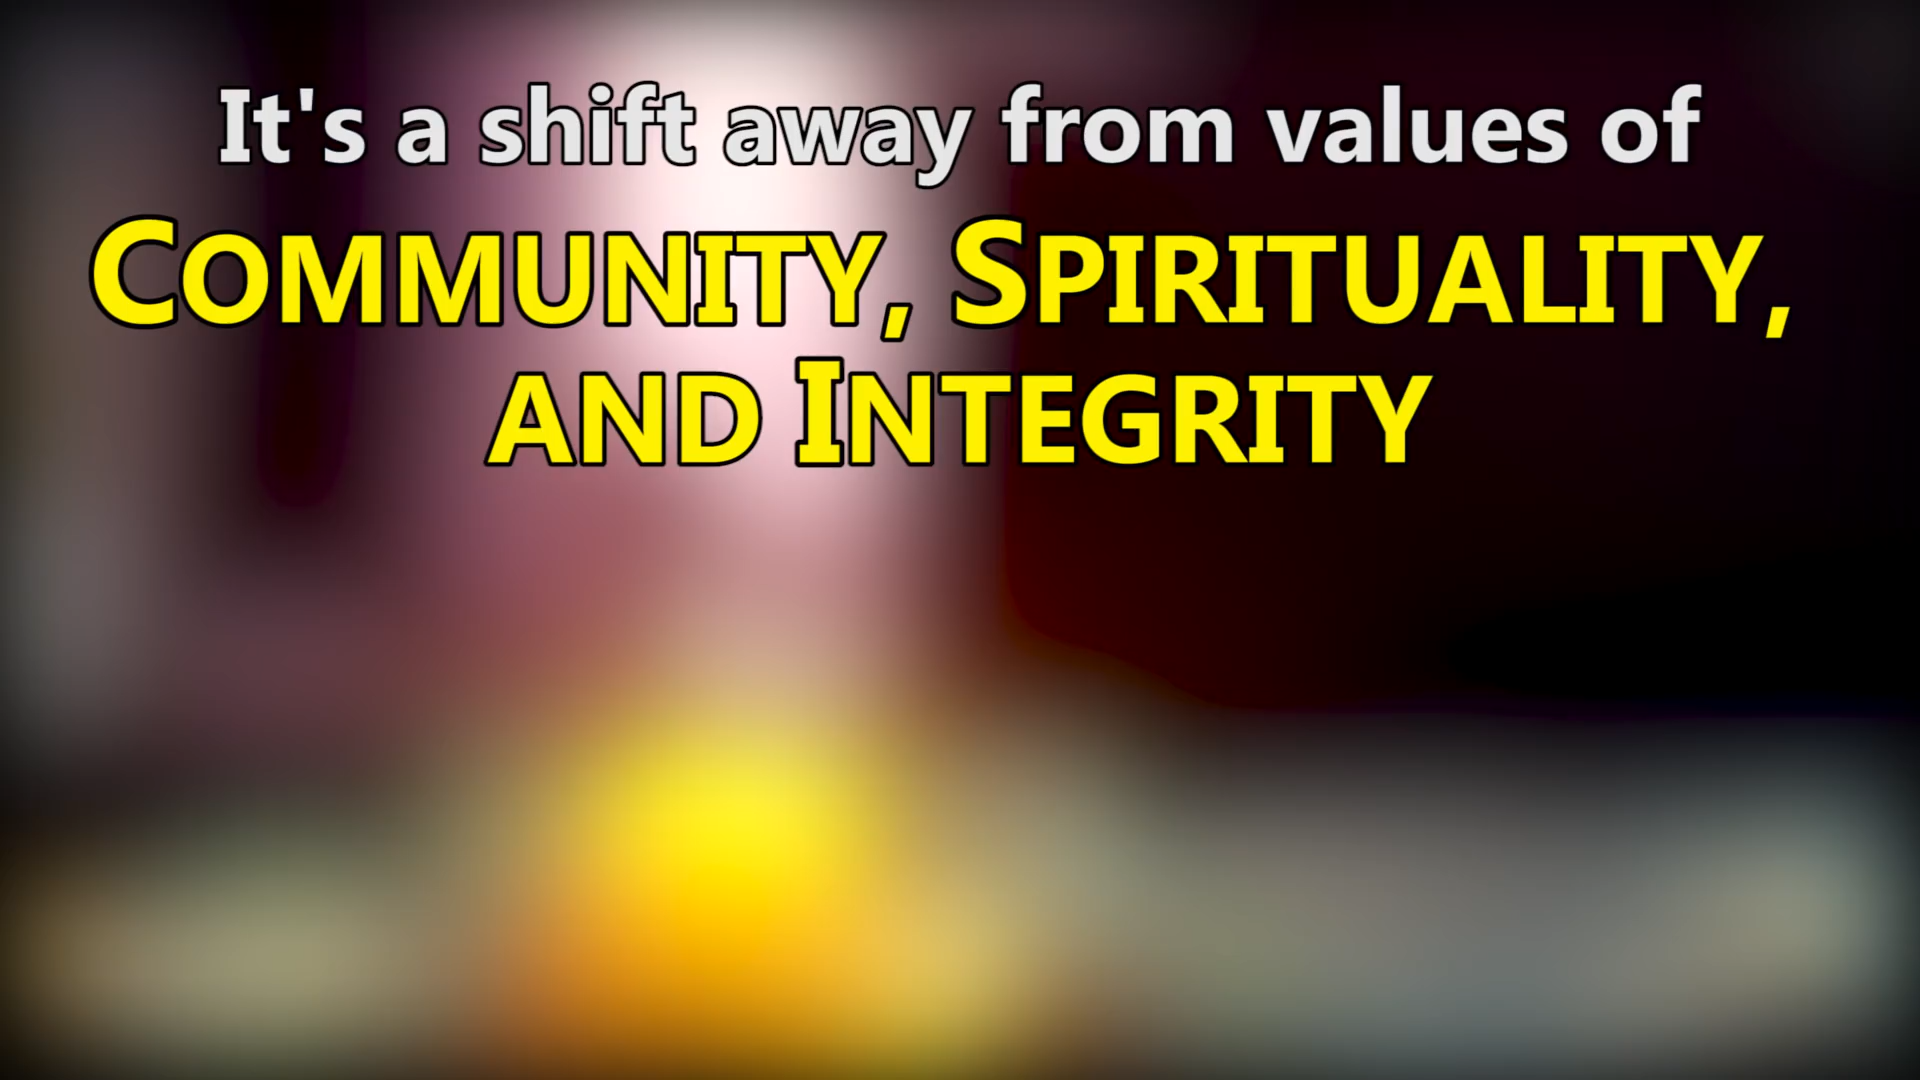 It's a shift away from values of
COMMUNITY, SPIRITUALITY,
AND INTEGRITY